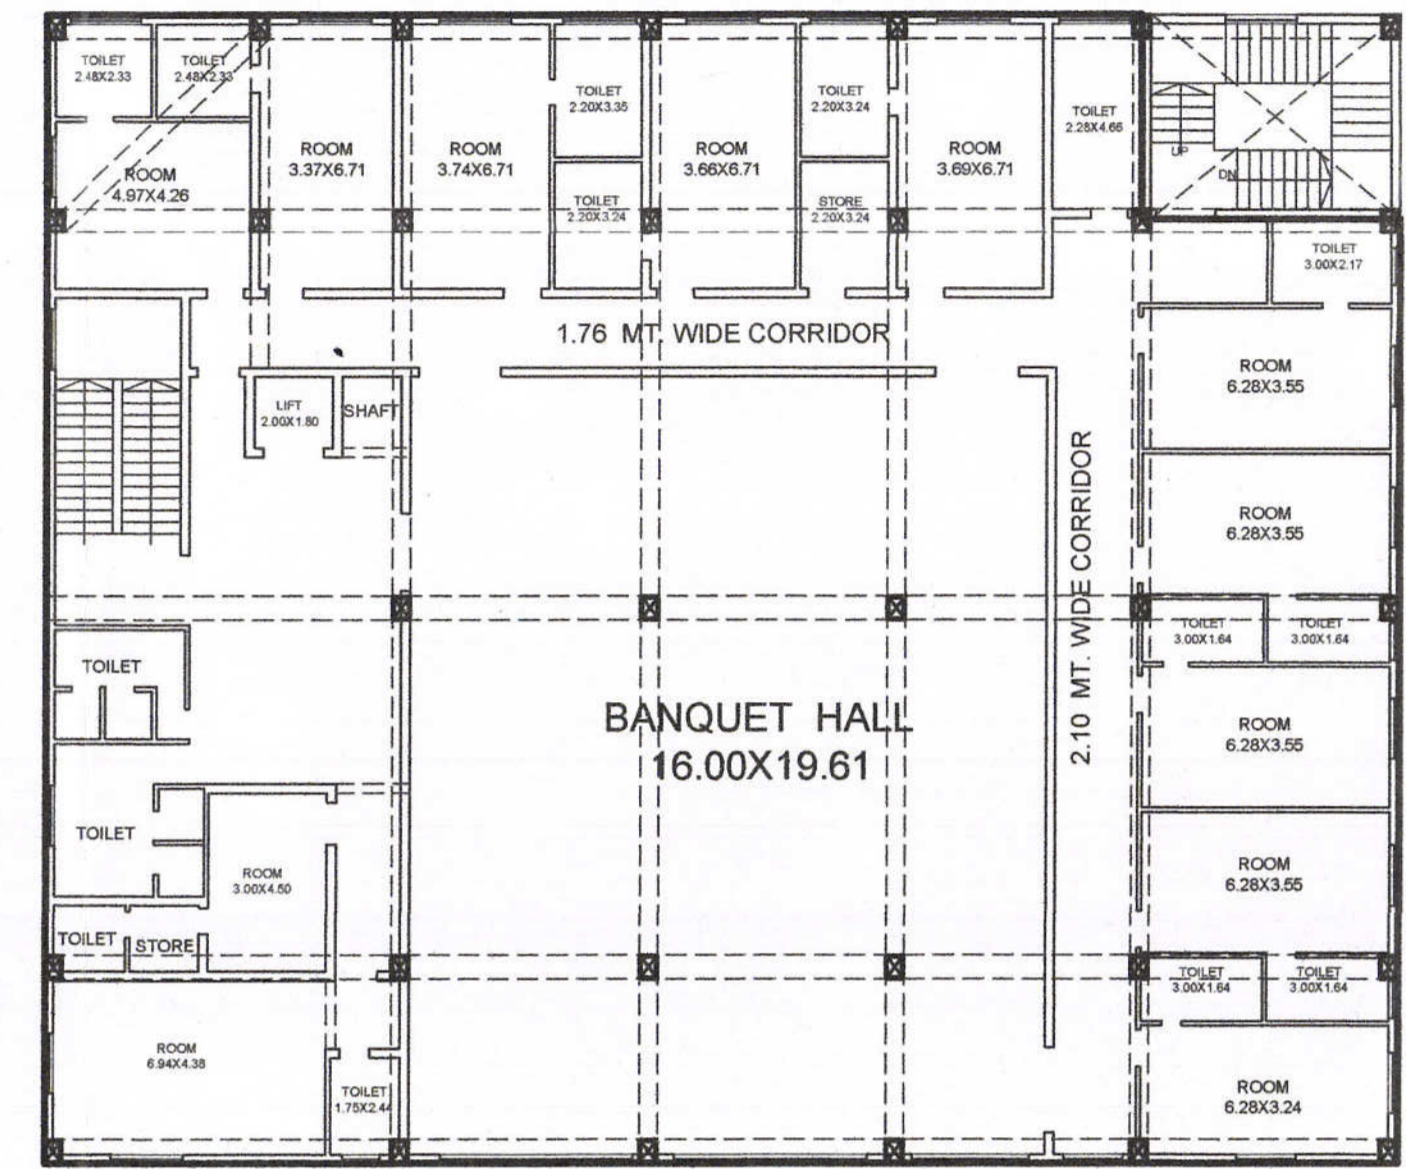 TOILET
2.48X2.33
TOILET
2.48X2.33
ROOM
4.97X4.26
ROOM
3.37X6.71
ROOM
3.74X6.71
TOILET
2.20X3.35
TOILET
2.20X3.24
ROOM
3.66X6.71
TOILET
2.20X3.24
STORE
2.20X3.24
ROOM
3.69X6.71
TOILET
2.28X4.66
UP
DN
TOILET
3.00X2.17
1.76 MT. WIDE CORRIDOR
ROOM
6.28X3.55
LIFT
2.00X1.80
SHAFT
2.10 MT. WIDE CORRIDOR
ROOM
6.28X3.55
TOILET
3.00X1.64
TOILET
3.00X1.64
TOILET
BANQUET HALL
16.00X19.61
ROOM
6.28X3.55
TOILET
ROOM
3.00X4.50
ROOM
6.28X3.55
TOILET
STORE
TOILET
3.00X1.64
TOILET
3.00X1.64
ROOM
6.94X4.38
TOILET
1.75X2.44
ROOM
6.28X3.24